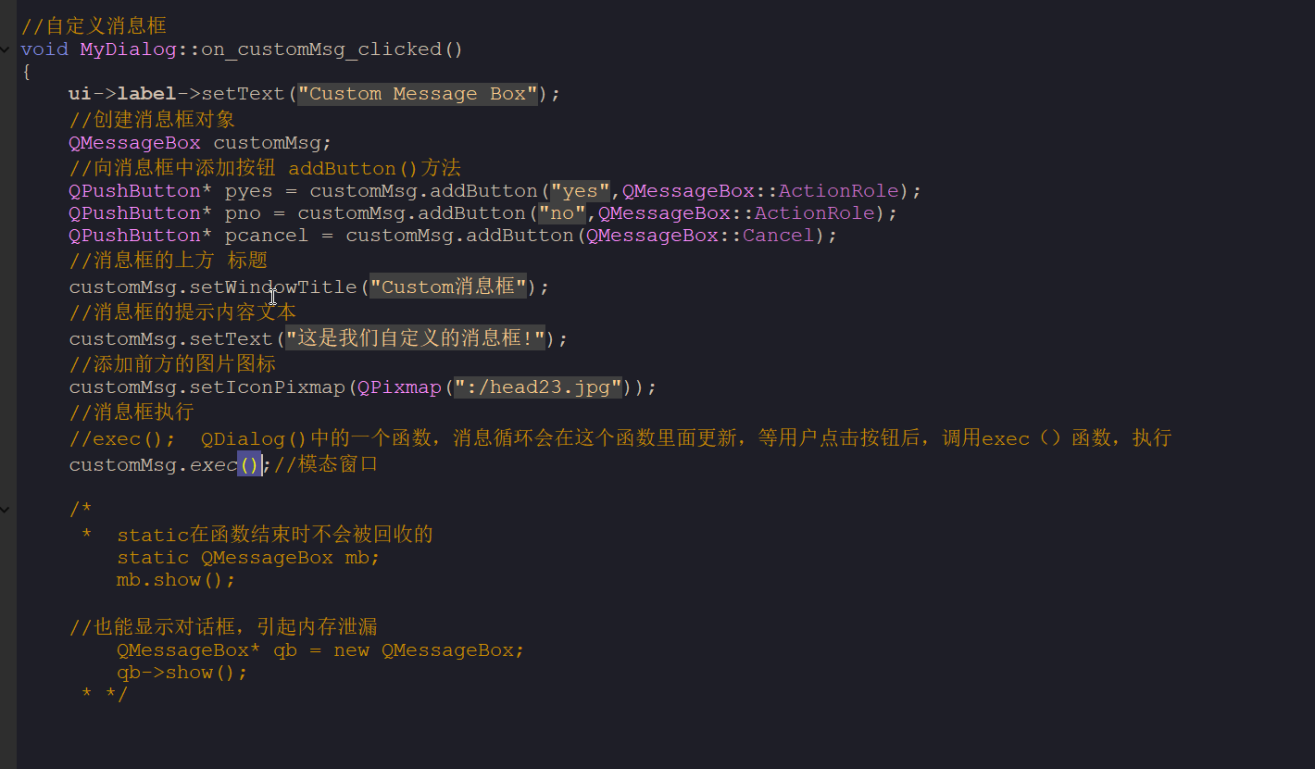 //自定义消息框
void MyDialog::on_customMsg_clicked()
{
ui->label->setText("Custom Message Box");
//创建消息框对象
QMessageBox customMsg;
//向消息框中添加按钮 addButton()方法
QPushButton* pyes = customMsg.addButton("yes",QMessageBox::ActionRole);
QPushButton* pno = customMsg.addButton("no",QMessageBox::ActionRole);
QPushButton* pcancel = customMsg.addButton(QMessageBox::Cancel);
//消息框的上方 标题
customMsg.setWindowTitle("Custom消息框");
//消息框的提示内容文本
customMsg.setText("这是我们自定义的消息框!");
//添加前方的图片图标
customMsg.setIconPixmap(QPixmap(":/head23.jpg"));
//消息框执行
//exec();  QDialog()中的一个函数，消息循环会在这个函数里面更新，等用户点击按钮后，调用exec（）函数，执行
customMsg.exec();//模态窗口
/*
*  static在函数结束时不会被回收的
static QMessageBox mb;
mb.show();
//也能显示对话框，引起内存泄漏
QMessageBox* qb = new QMessageBox;
qb->show();
* */